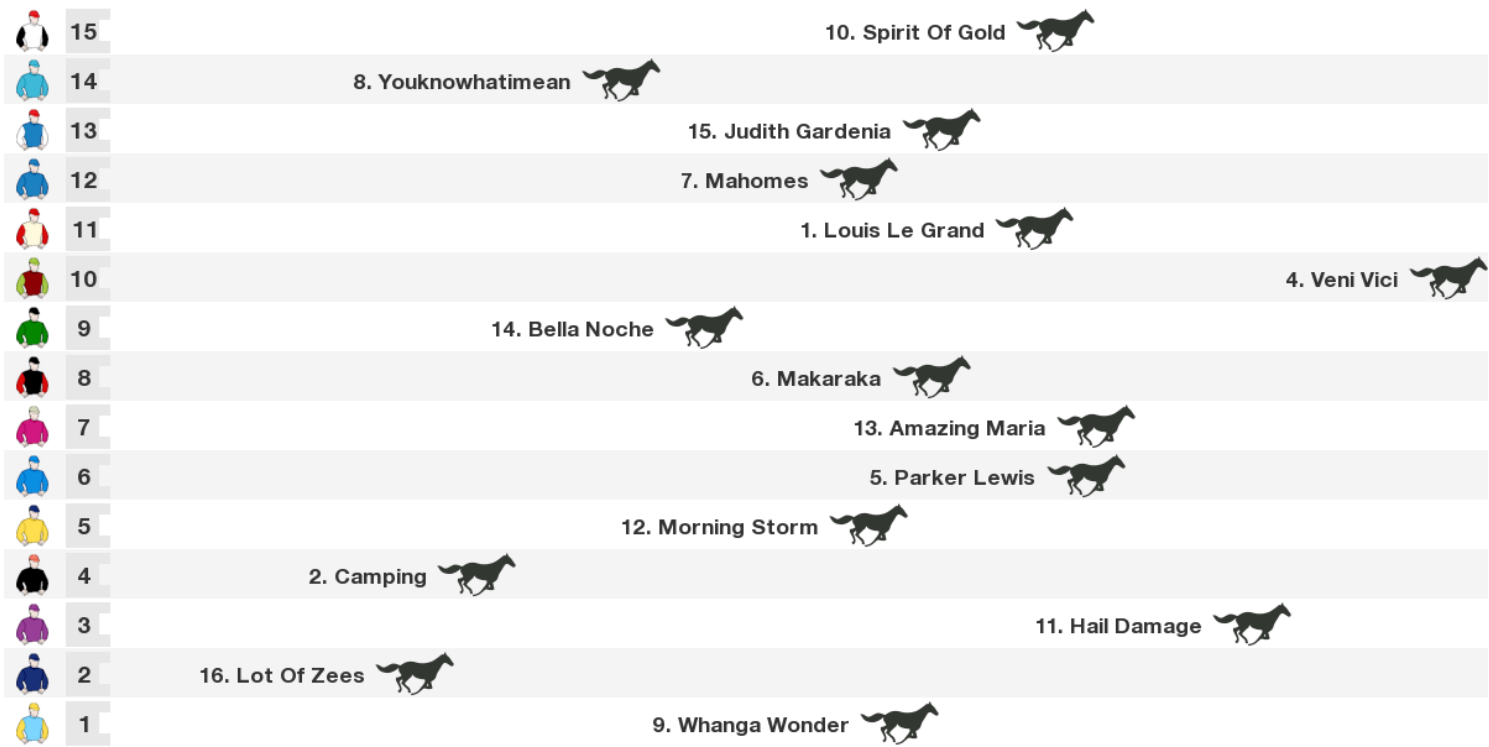 15 10. Spirit Of Gold
14 8. Youknowhatimean
13 15. Judith Gardenia
12 7. Mahomes
11 1. Louis Le Grand
10 4. Veni Vici
9 14. Bella Noche
8 6. Makaraka
7 13. Amazing Maria
6 5. Parker Lewis
5 12. Morning Storm
4 2. Camping
3 11. Hail Damage
2 16. Lot Of Zees
1 9. Whanga Wonder